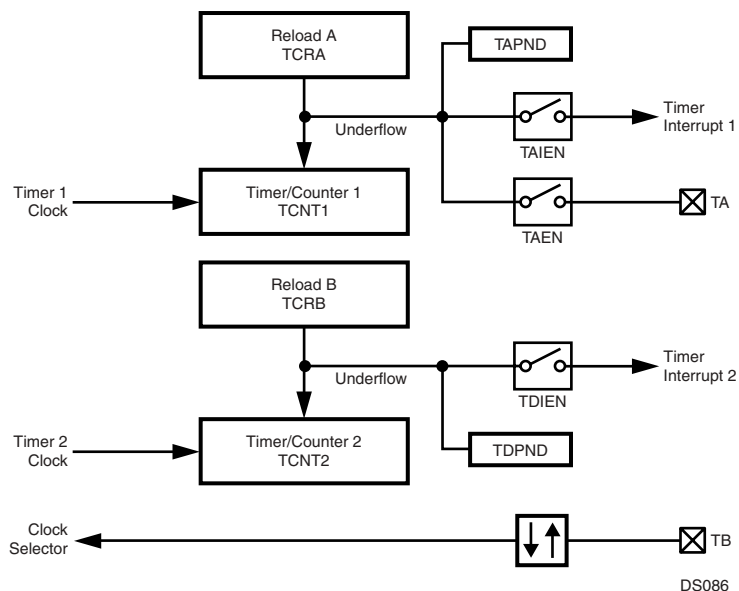 Reload A
TCRA
TAPND
Underflow
Timer
Interrupt 1
TAIEN
Timer 1
Clock
Timer/Counter 1
TCNT1
TA
TAEN
Reload B
TCRB
Underflow
Timer
Interrupt 2
TDIEN
Timer 2
Clock
Timer/Counter 2
TCNT2
TDPND
Clock
Selector
TB
DS086